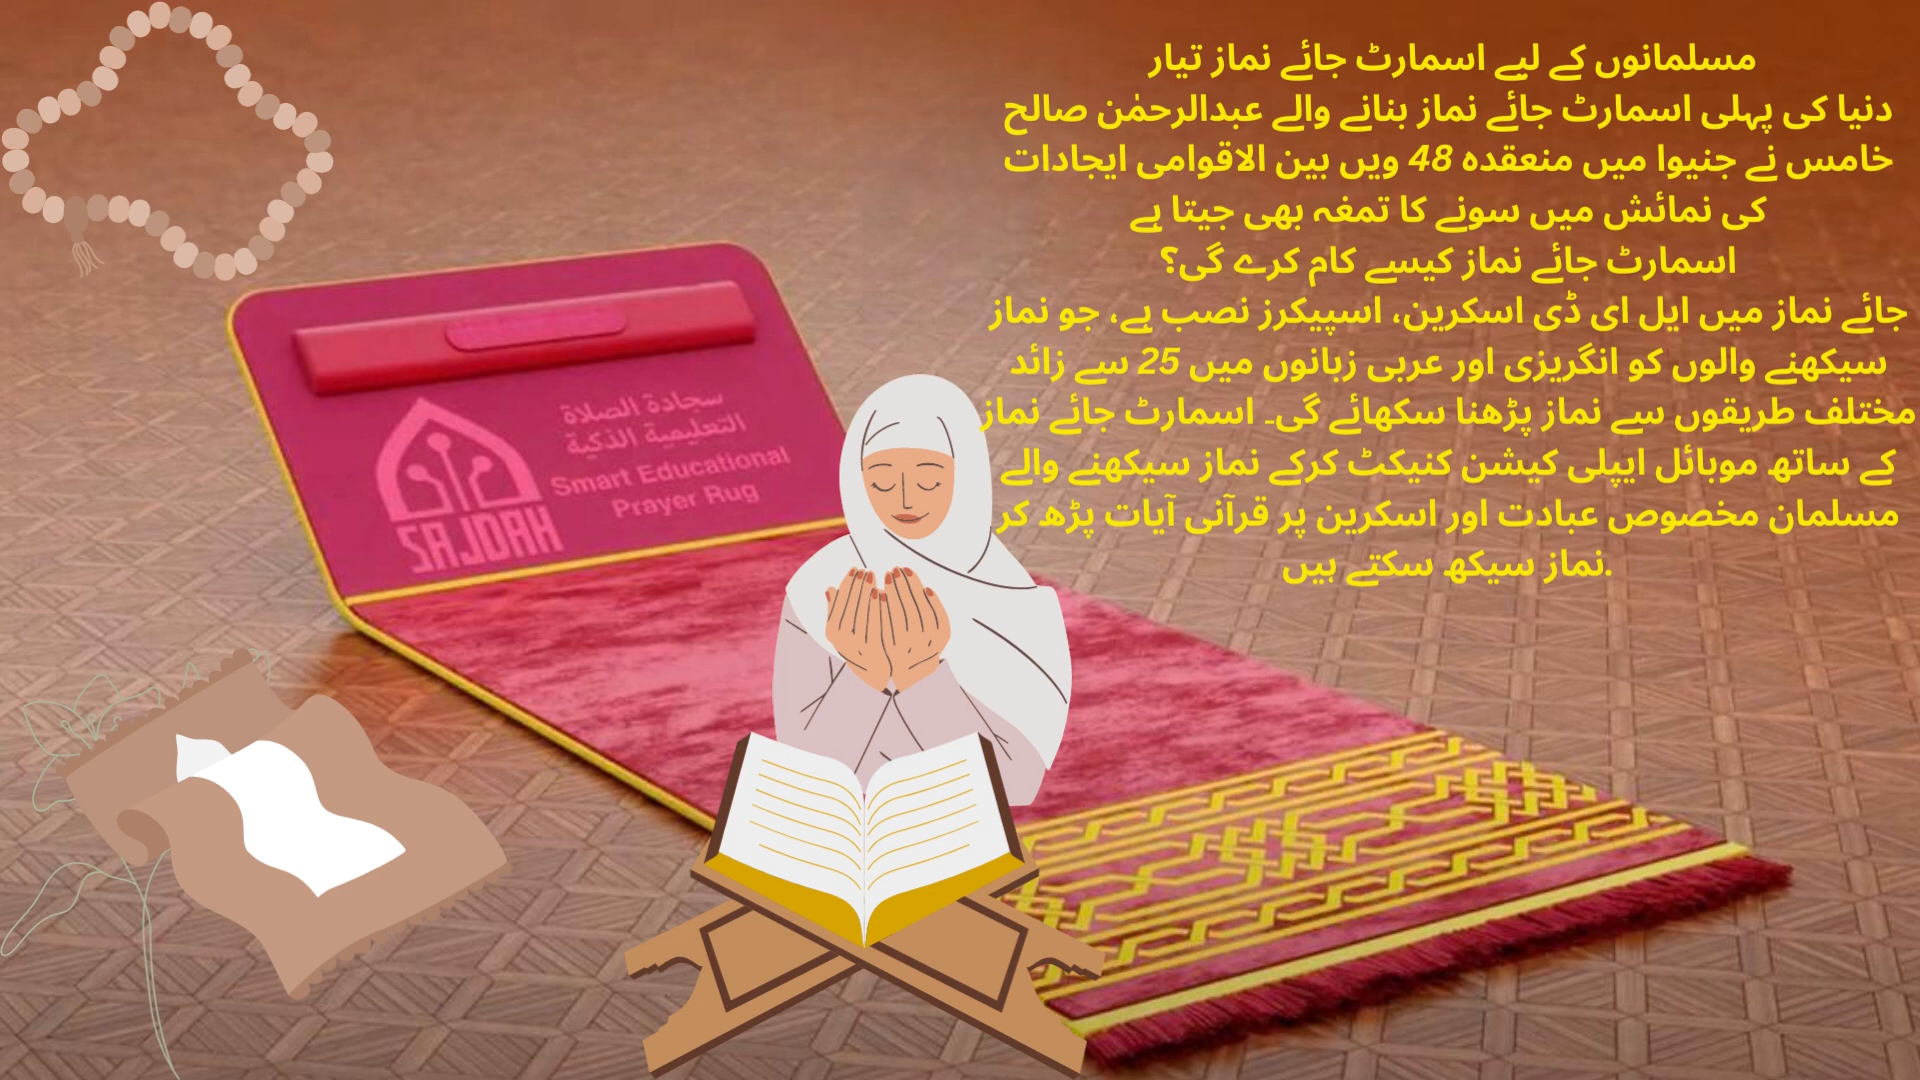 مسلمانوں کے لیے اسمارٹ جائے نماز تیار
دنیا کی پہلی اسمارٹ جائے نماز بنانے والے عبدالرحمٰن صالح
خامس نے جنیوا میں منعقدہ 48 ویں بین الاقوامی ایجادات
کی نمائش میں سونے کا تمغہ بھی جیتا ہے
اسمارٹ جائے نماز کیسے کام کرے گی؟
جائے نماز میں ایل ای ڈی اسکرین، اسپیکرز نصب ہے، جو نماز
سیکھنے والوں کو انگریزی اور عربی زبانوں میں 25 سے زائد
مختلف طریقوں سے نماز پڑھنا سکھائے گی۔ اسمارٹ جائے نماز
کے ساتھ موبائل ایپلی کیشن کنیکٹ کرکے نماز سیکھنے والے
مسلمان مخصوص عبادت اور اسکرین پر قرآنی آیات پڑھ کر
نماز سیکھ سکتے ہیں.
سجادة الصلاة
التعليمية الذكية
Smart Educational
Prayer Rug
SAJDAH